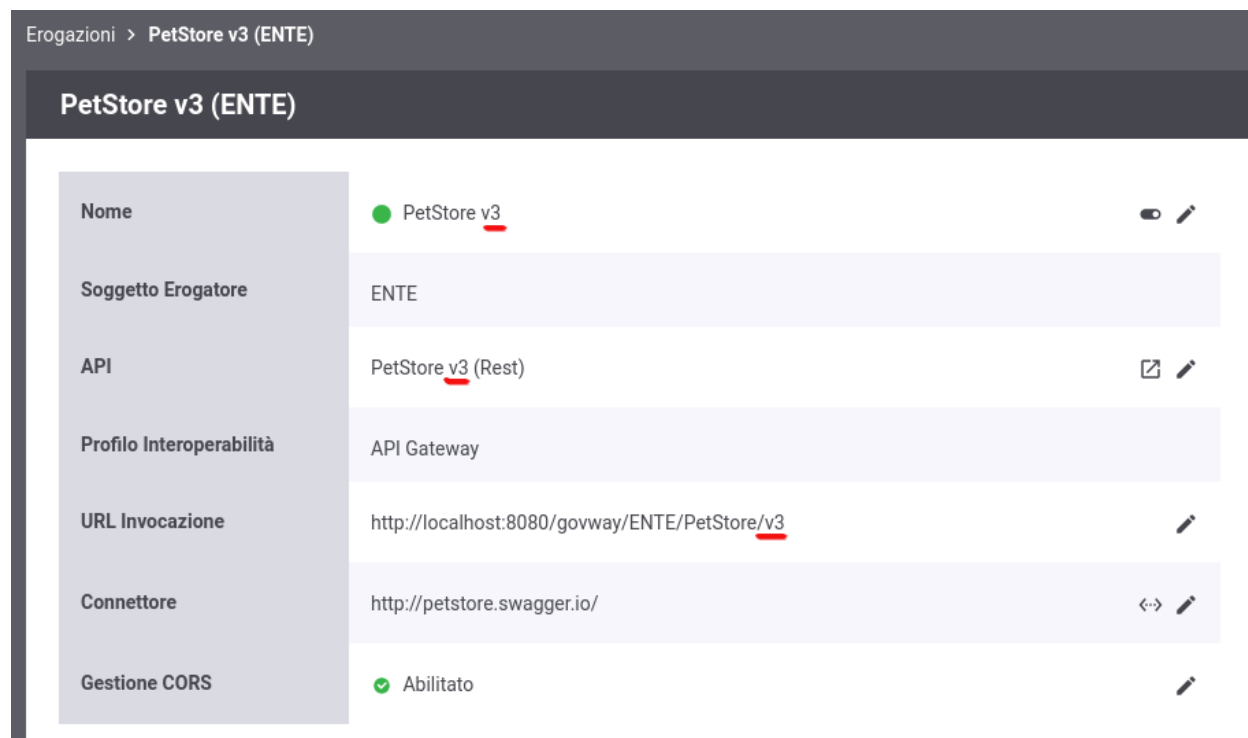 Erogazioni > PetStore v3 (ENTE)
PetStore v3 (ENTE)
Nome PetStore v3
Soggetto Erogatore ENTE
API PetStore v3 (Rest)
Profilo Interoperabilità API Gateway
URL Invocazione http://localhost:8080/govway/ENTE/PetStore/v3
Connettore http://petstore.swagger.io/
Gestione CORS Abilitato